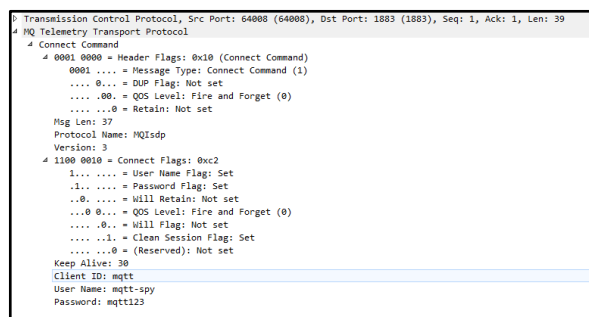 Transmission Control Protocol, Src Port: 64008 (64008), Dst Port: 1883 (1883), Seq: 1, Ack: 1, Len: 39
MQ Telemetry Transport Protocol
Connect Command
0001 0000 = Header Flags: 0x10 (Connect Command)
0001 .... = Message Type: Connect Command (1)
.... 0... = DUP Flag: Not set
.... .00. = QOS Level: Fire and Forget (0)
.... ...0 = Retain: Not set
Msg Len: 37
Protocol Name: MQIsdp
Version: 3
1100 0010 = Connect Flags: 0xc2
1... .... = User Name Flag: Set
.1.. .... = Password Flag: Set
..0. .... = Will Retain: Not set
...0 0... = QOS Level: Fire and Forget (0)
.... .0.. = Will Flag: Not set
.... ..1. = Clean Session Flag: Set
.... ...0 = (Reserved): Not set
Keep Alive: 30
Client ID: mqtt
User Name: mqtt-spy
Password: mqtt123